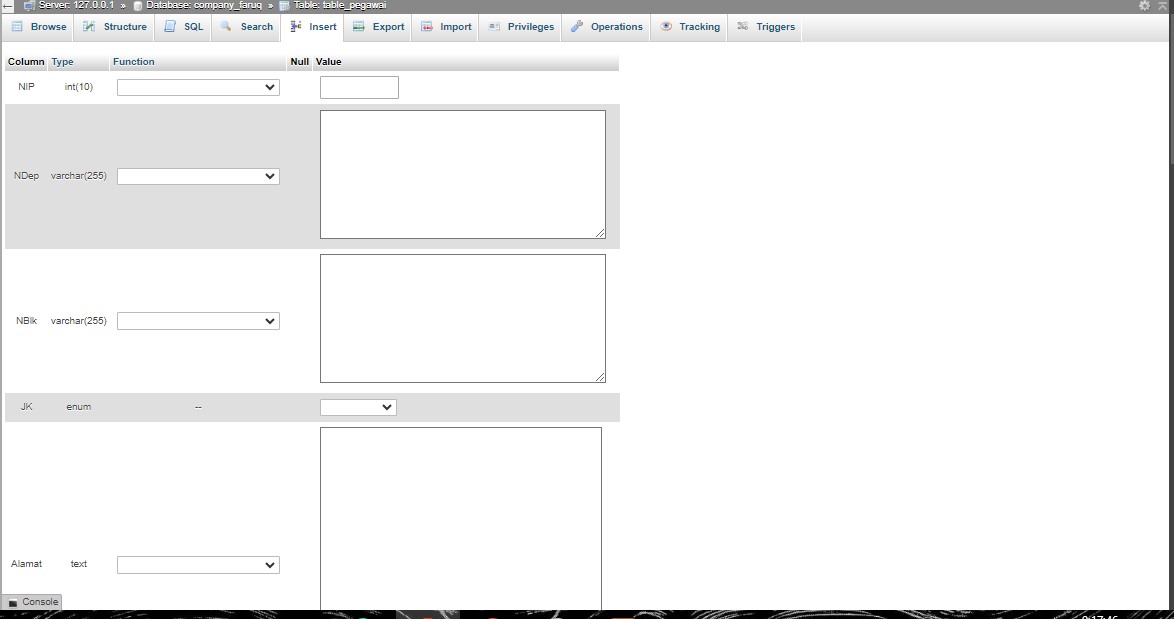 Server: 127.0.0.1 » Database: company_faruq » Table: table_pegawai
Browse Structure SQL Search Insert Export Import Privileges Operations Tracking Triggers
Column Type Function Null Value
NIP int(10)
NDep varchar(255)
NBlk varchar(255)
JK enum --
Alamat text
Console